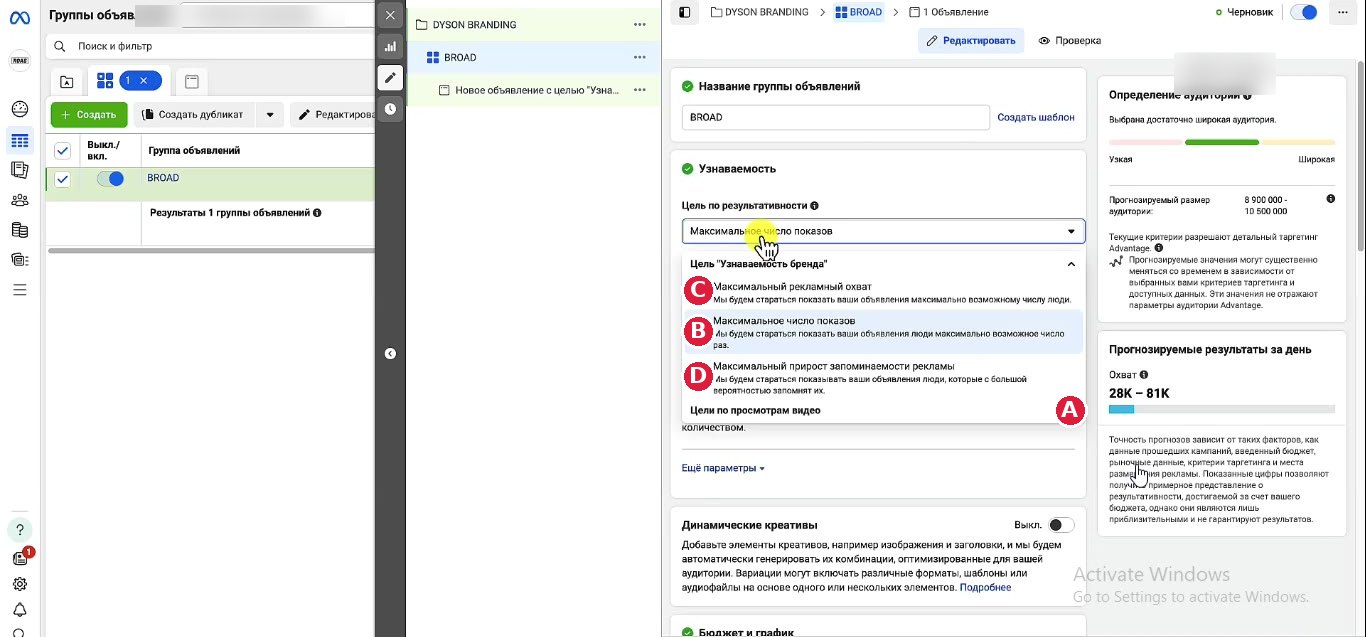 Группы объявл
Поиск и фильтр
1 ×
+ Создать
Создать дубликат
Редактирова
Выкл./
вкл.
Группа объявлений
BROAD
Результаты 1 группы объявлений
?
1
DYSON BRANDING
BROAD
Новое объявление с целью "Узна...
DYSON BRANDING > BROAD > 1 Объявление
Черновик
Редактировать
Проверка
Название группы объявлений
BROAD
Создать шаблон
Узнаваемость
Цель по результативности
Максимальное число показов
Цель "Узнаваемость бренда"
C
Максимальный рекламный охват
Мы будем стараться показать ваши объявления максимально возможному числу люди.
B
Максимальное число показов
Мы будем стараться показать ваши объявления люди максимально возможное число
раз.
D
Максимальный прирост запоминаемости рекламы
Мы будем стараться показывать ваши объявления люди, которые с большой
вероятностью запомнят их.
Цели по просмотрам видео
A
количеством.
Ещё параметры
Динамические креативы
Выкл.
Добавьте элементы креативов, например изображения и заголовки, и мы будем
автоматически генерировать их комбинации, оптимизированные для вашей
аудитории. Вариации могут включать различные форматы, шаблоны или
аудиофайлы на основе одного или нескольких элементов. Подробнее
Бюджет и график
Определение аудитории
Выбрана достаточно широкая аудитория.
Узкая
Широкая
Прогнозируемый размер
аудитории:
8 900 000 -
10 500 000
Текущие критерии разрешают детальный таргетинг
Advantage.
Прогнозируемые значения могут существенно
меняться со временем в зависимости от
выбранных вами критериев таргетинга и
доступных данных. Эти значения не отражают
параметры аудитории Advantage.
Прогнозируемые результаты за день
Охват
28K – 81K
Точность прогнозов зависит от таких факторов, как
данные прошедших кампаний, введенный бюджет,
рыночные данные, критерии таргетинга и места
размещения рекламы. Показанные цифры позволяют
получить примерное представление о
результативности, достигаемой за счет вашего
бюджета, однако они являются лишь
приблизительными и не гарантируют результатов.
Activate Windows
Go to Settings to activate Windows.